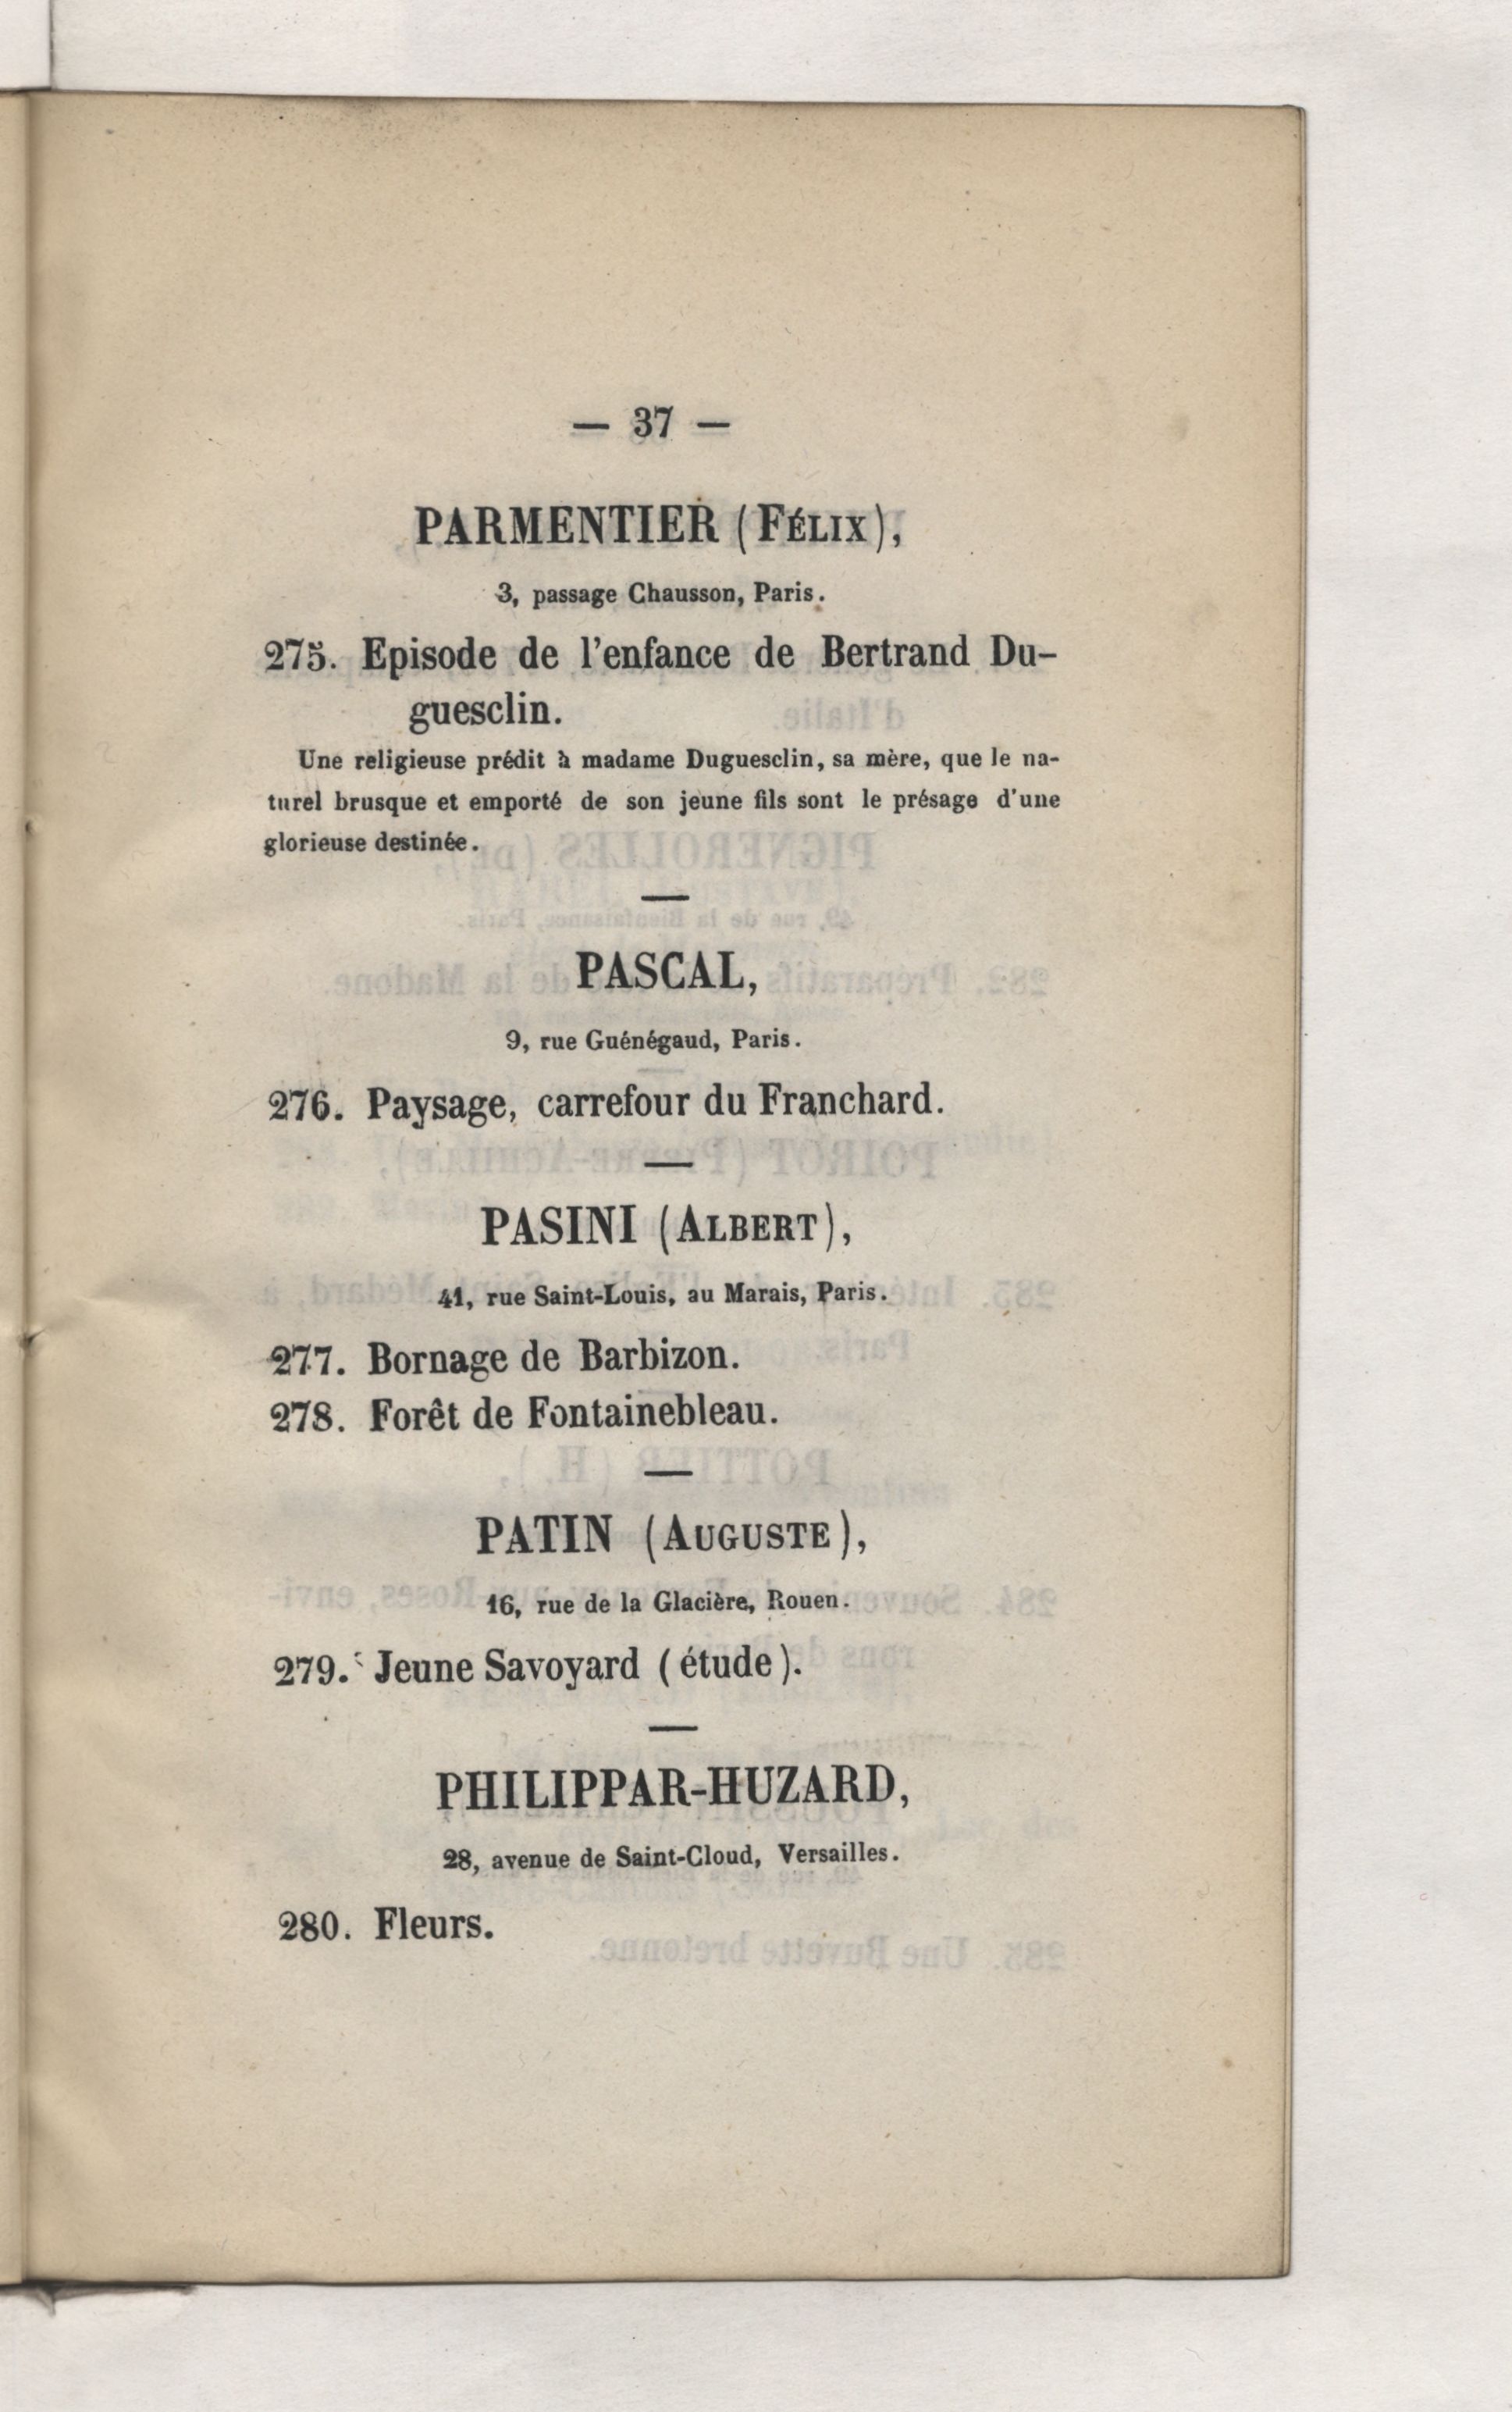 — 37 —
PARMENTIER (FÉLIX),
3, passage Chausson, Paris.
275. Episode de l'enfance de Bertrand Du-
guesclin.
Une religieuse prédit à madame Duguesclin, sa mère, que le na-
turel brusque et emporté de son jeune fils sont le présage d'une
glorieuse destinée.
PASCAL,
9, rue Guénégaud, Paris.
276. Paysage, carrefour du Franchard.
PASINI (ALBERT),
41, rue Saint-Louis, au Marais, Paris.
277. Bornage de Barbizon.
278. Forêt de Fontainebleau.
PATIN (AUGUSTE),
16, rue de la Glacière, Rouen.
279. Jeune Savoyard (étude).
PHILIPPAR-HUZARD,
28, avenue de Saint-Cloud, Versailles.
280. Fleurs.